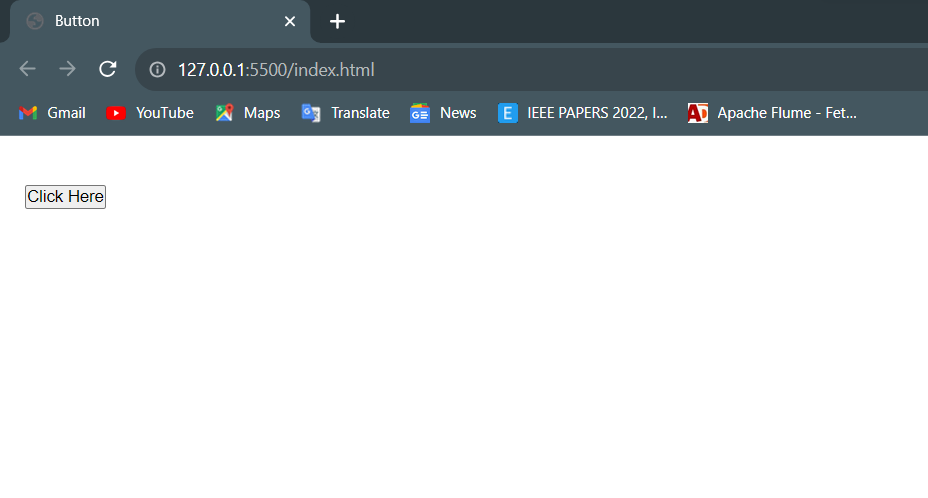 Button
127.0.0.1:5500/index.html
Gmail YouTube Maps Translate News IEEE PAPERS 2022, I... Apache Flume - Fet...
Click Here